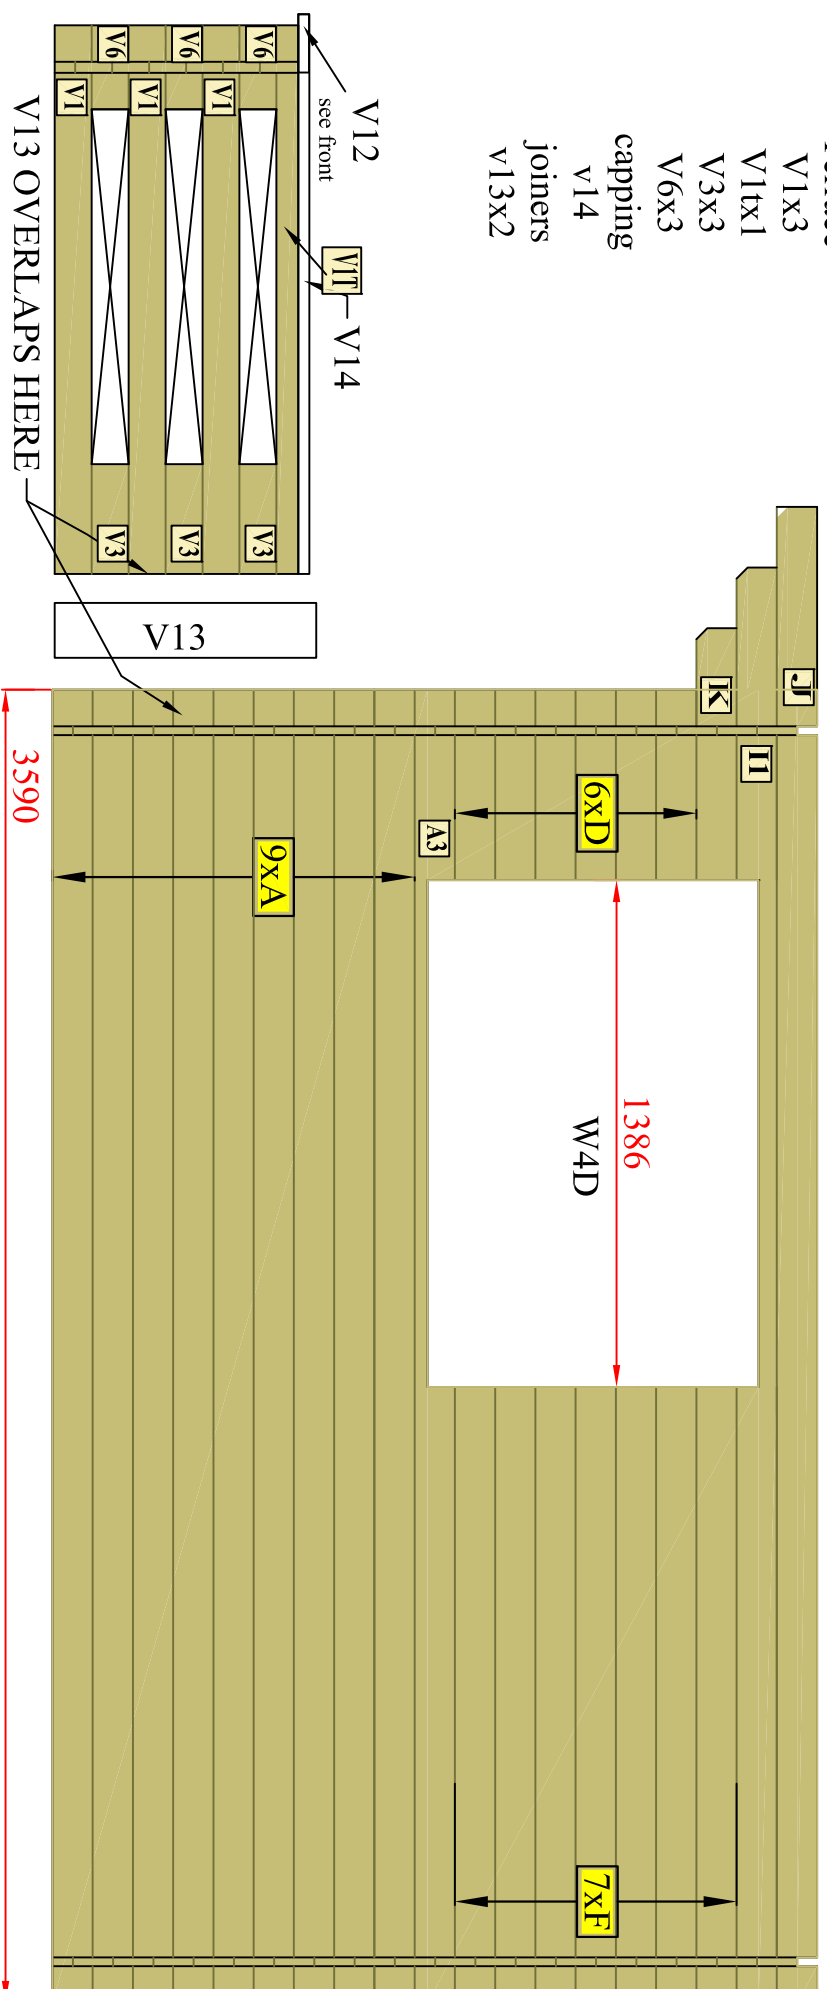 V1x3
V1tx1
V3x3
V6x3
capping
v14
joiners
v13x2
V12
see front
V1T
V14
V6
V6
V6
V1
V1
V1
V3
V3
V3
V13 OVERLAPS HERE
V13
J
K
I1
6xD
A3
9xA
1386
W4D
7xF
3590